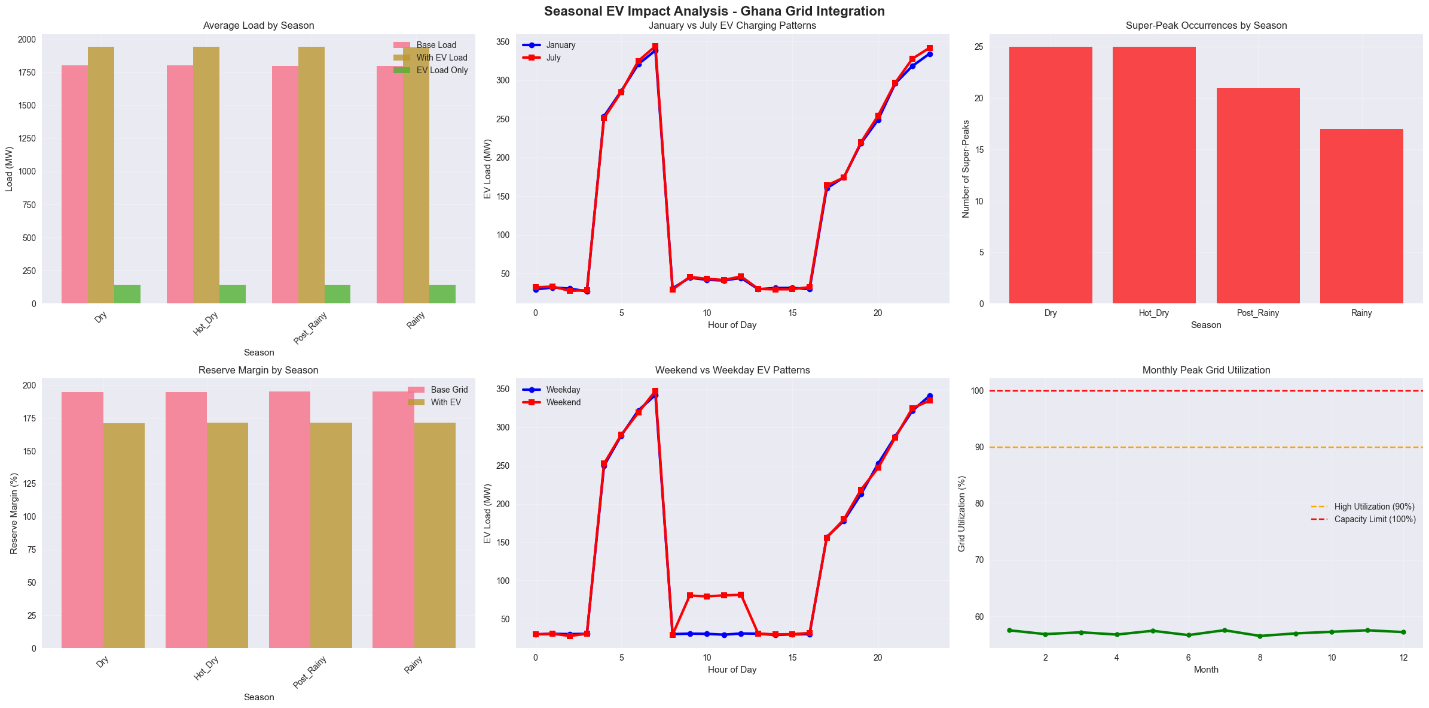 Seasonal EV Impact Analysis - Ghana Grid Integration
Average Load by Season
Load (MW)
2000
1750
1500
1250
1000
750
500
250
0
Base Load
With EV Load
EV Load Only
Dry
Hot_Dry
Post_Rainy
Rainy
Season
January vs July EV Charging Patterns
EV Load (MW)
350
300
250
200
150
100
50
January
July
0 5 10 15 20
Hour of Day
Super-Peak Occurrences by Season
Number of Super-Peaks
25
20
15
10
5
0
Dry Hot_Dry Post_Rainy Rainy
Season
Reserve Margin by Season
Reserve Margin (%)
200
175
150
125
100
75
50
25
0
Base Grid
With EV
Dry
Hot_Dry
Post_Rainy
Rainy
Season
Weekend vs Weekday EV Patterns
EV Load (MW)
350
300
250
200
150
100
50
Weekday
Weekend
0 5 10 15 20
Hour of Day
Monthly Peak Grid Utilization
Grid Utilization (%)
100
90
80
70
60
High Utilization (90%)
Capacity Limit (100%)
2 4 6 8 10 12
Month